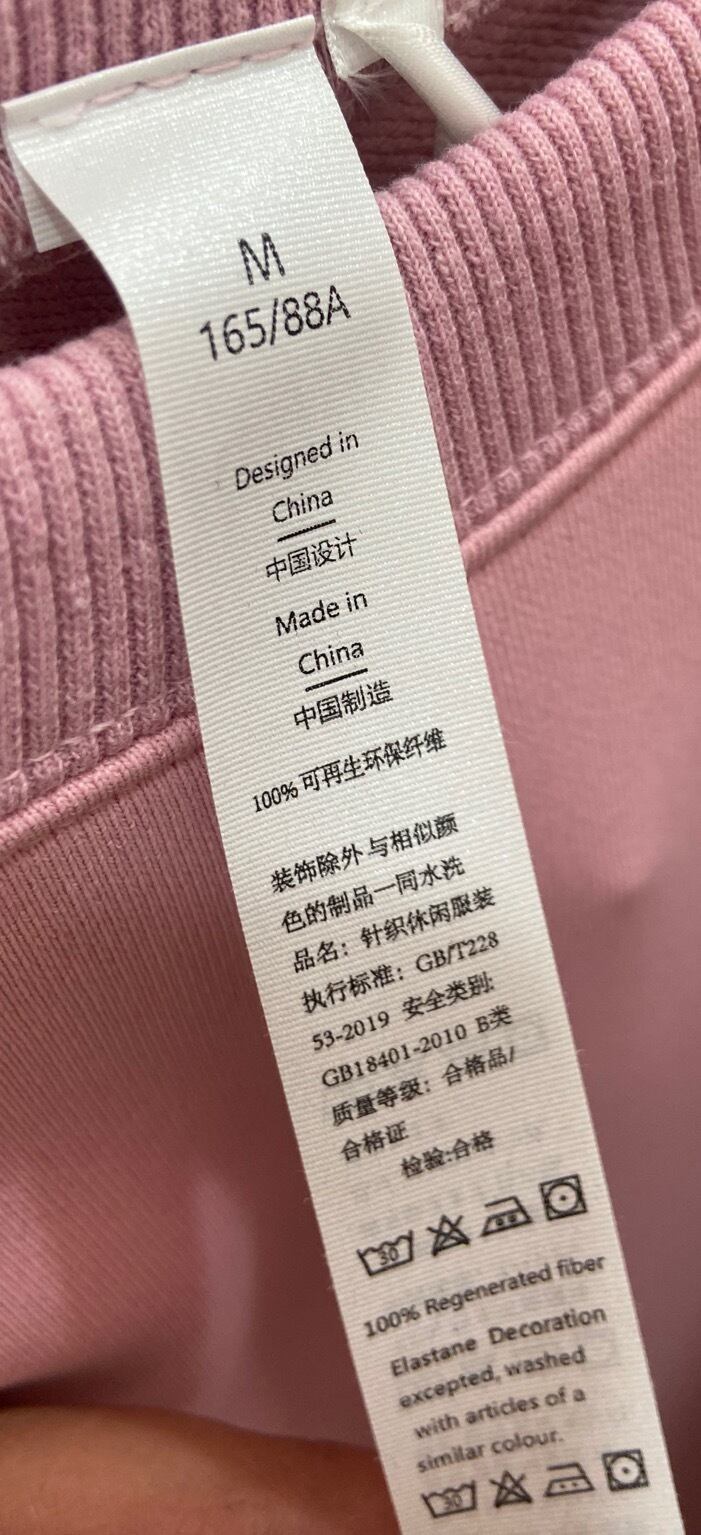 M
165/88A
Designed in
China
中国设计
Made in
China
中国制造
100%可再生环保纤维
装饰除外与相似颜
色的制品一同水洗
品名：针织休闲服装
执行标准：GB/T228
53-2019 安全类别:
GB18401-2010 B类
质量等级：合格品/
合格证
检验:合格
30
100% Regenerated fiber
Elastane Decoration
excepted, washed
with articles of a
similar colour.
30